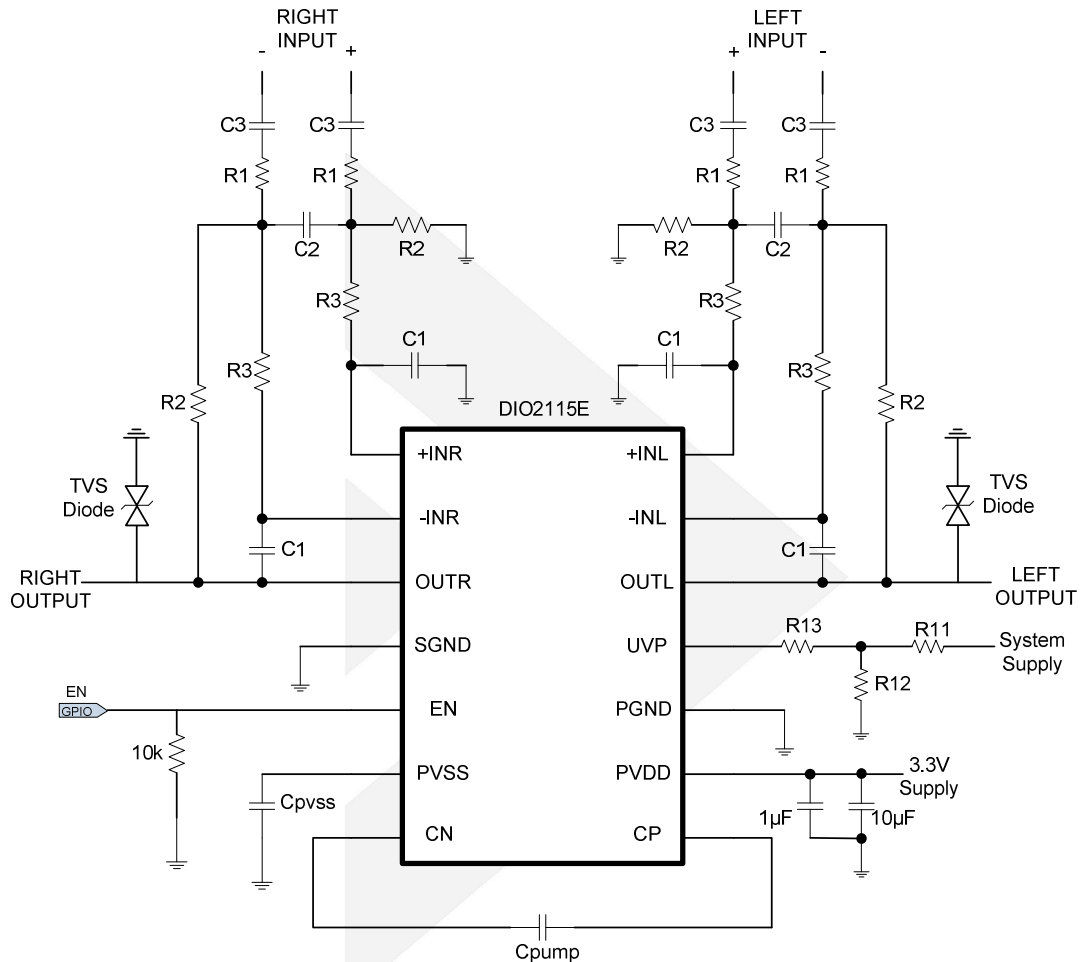 RIGHT
INPUT
LEFT
INPUT
-
+
+
-
C3
C3
C3
C3
R1
R1
R1
R1
C2
R2
R2
C2
R3
R3
C1
C1
R3
R3
R2
R2
DIO2115E
TVS
Diode
TVS
Diode
+INR
+INL
-INR
-INL
C1
C1
RIGHT
OUTPUT
OUTR
OUTL
LEFT
OUTPUT
SGND
UVP
R13
R11
System
Supply
R12
EN
GPIO
EN
PGND
10k
PVSS
PVDD
3.3V
Supply
Cpvss
1µF
10µF
CN
CP
Cpump